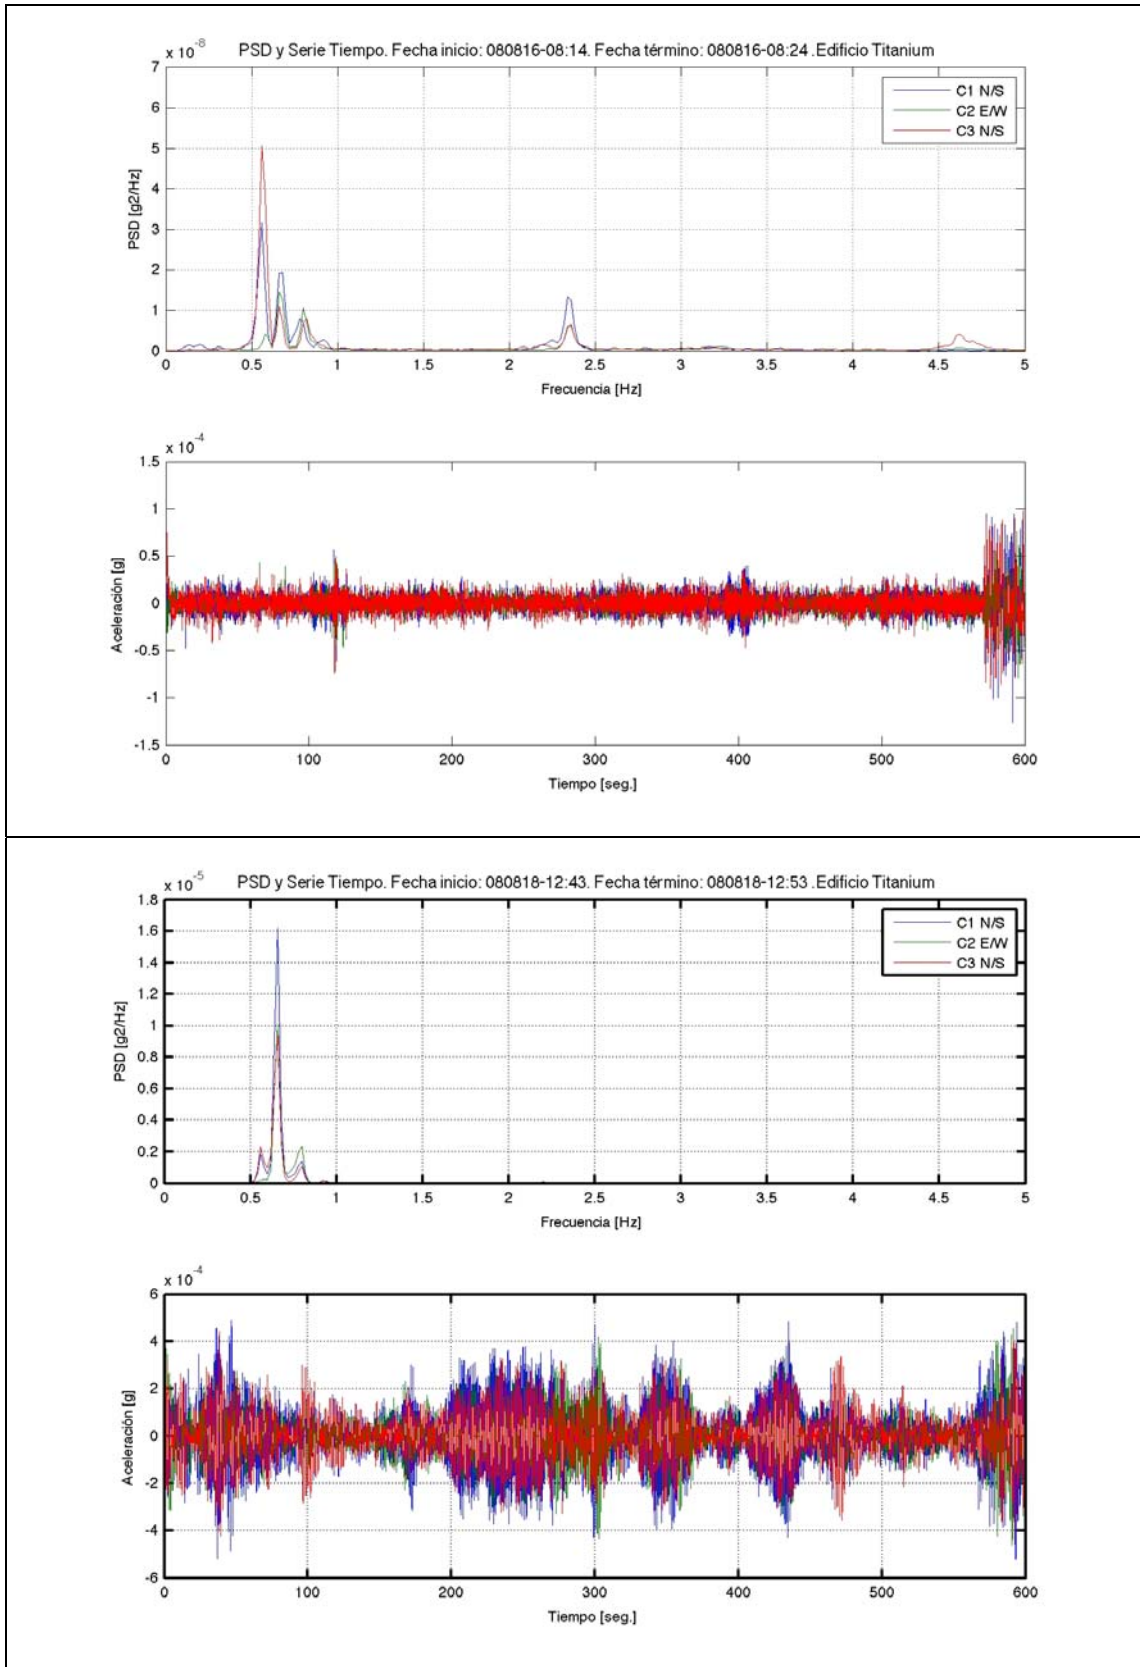 x 10^-8
PSD y Serie Tiempo. Fecha inicio: 080816-08:14. Fecha término: 080816-08:24 .Edificio Titanium
7
6
5
4
3
2
1
0
PSD [g2/Hz]
C1 N/S
C2 E/W
C3 N/S
0 0.5 1 1.5 2 2.5 3 3.5 4 4.5 5
Frecuencia [Hz]
x 10^-4
1.5
1
0.5
0
-0.5
-1
-1.5
Aceleración [g]
0 100 200 300 400 500 600
Tiempo [seg.]
x 10^-5
PSD y Serie Tiempo. Fecha inicio: 080818-12:43. Fecha término: 080818-12:53 .Edificio Titanium
1.8
1.6
1.4
1.2
1
0.8
0.6
0.4
0.2
0
PSD [g2/Hz]
C1 N/S
C2 E/W
C3 N/S
0 0.5 1 1.5 2 2.5 3 3.5 4 4.5 5
Frecuencia [Hz]
x 10^-4
6
4
2
0
-2
-4
-6
Aceleración [g]
0 100 200 300 400 500 600
Tiempo [seg.]